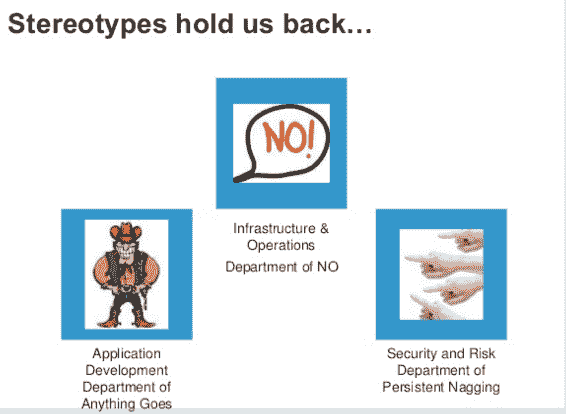 Stereotypes hold us back…
NO!
Infrastructure &
Operations
Department of NO
Application
Development
Department of
Anything Goes
Security and Risk
Department of
Persistent Nagging